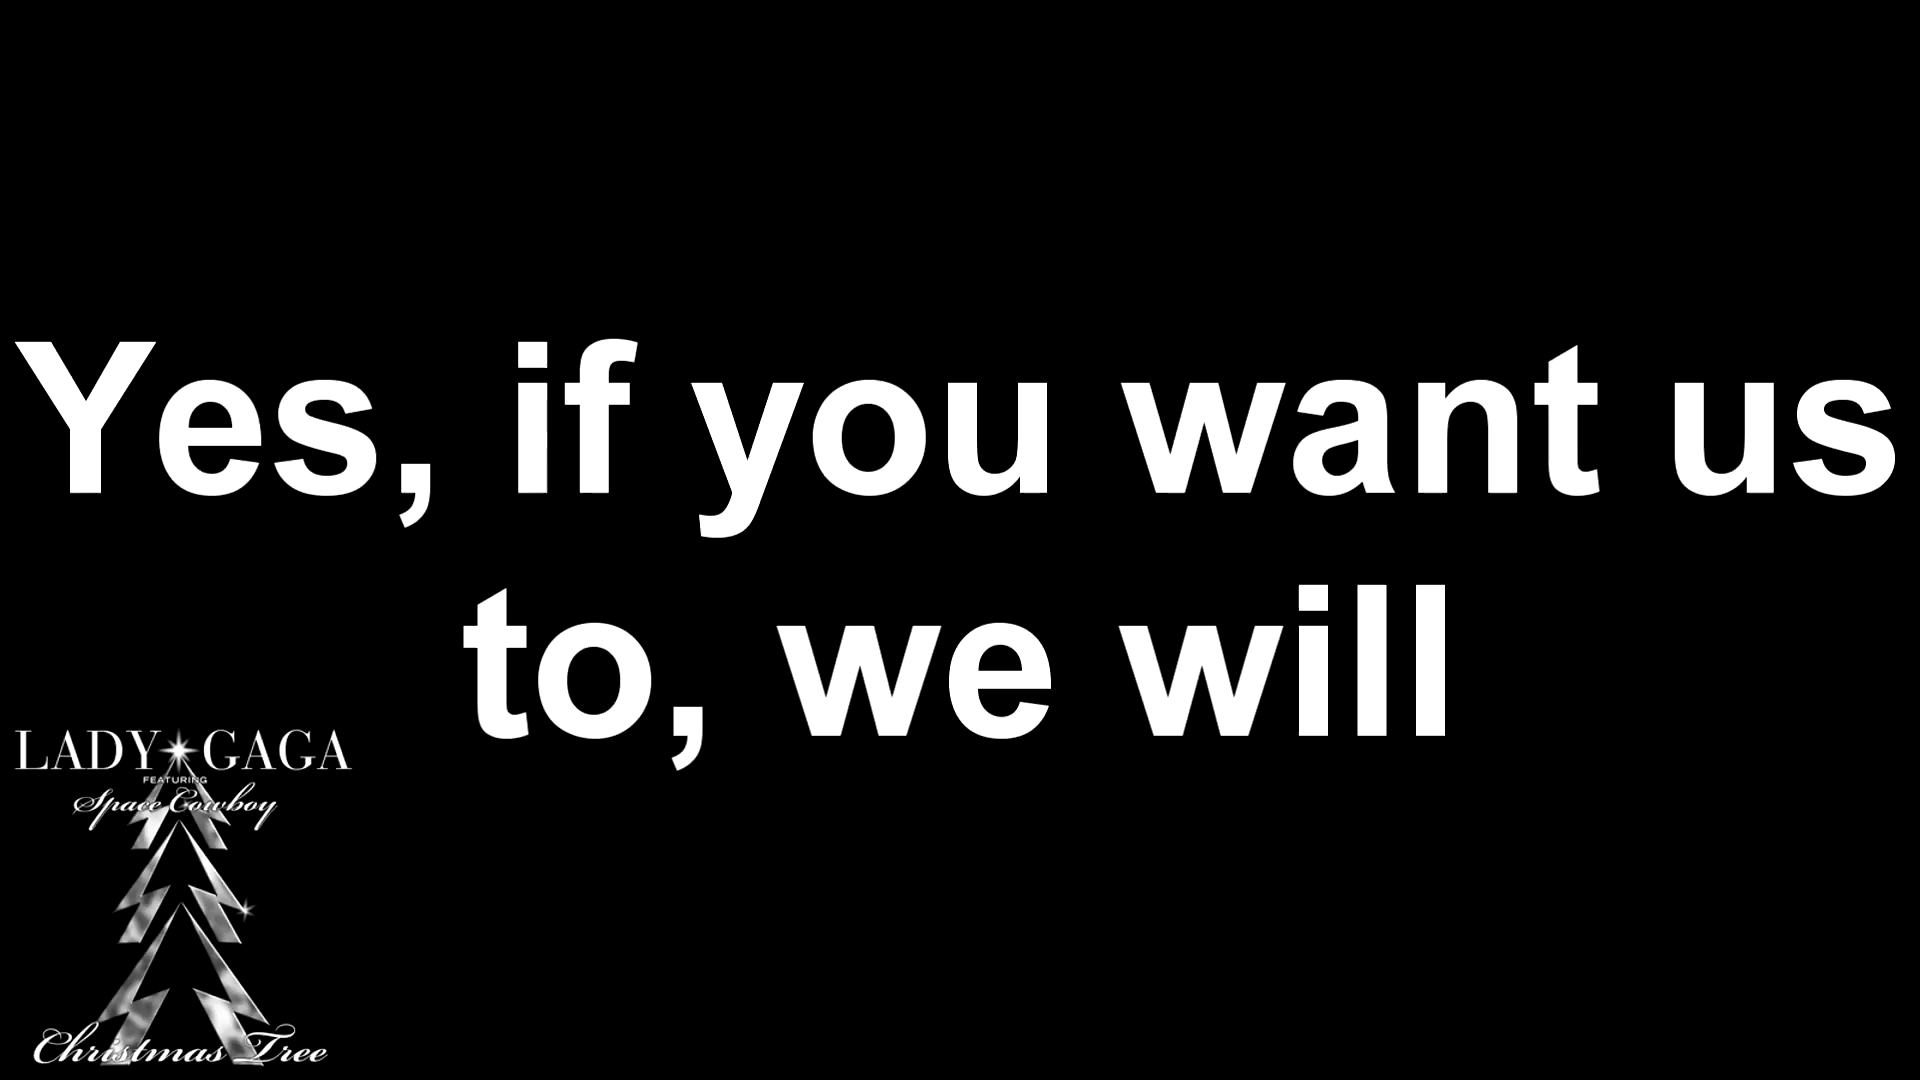 Yes, if you want us
to, we will
LADY GAGA
FEATURING
Space Cowboy
Christmas Tree